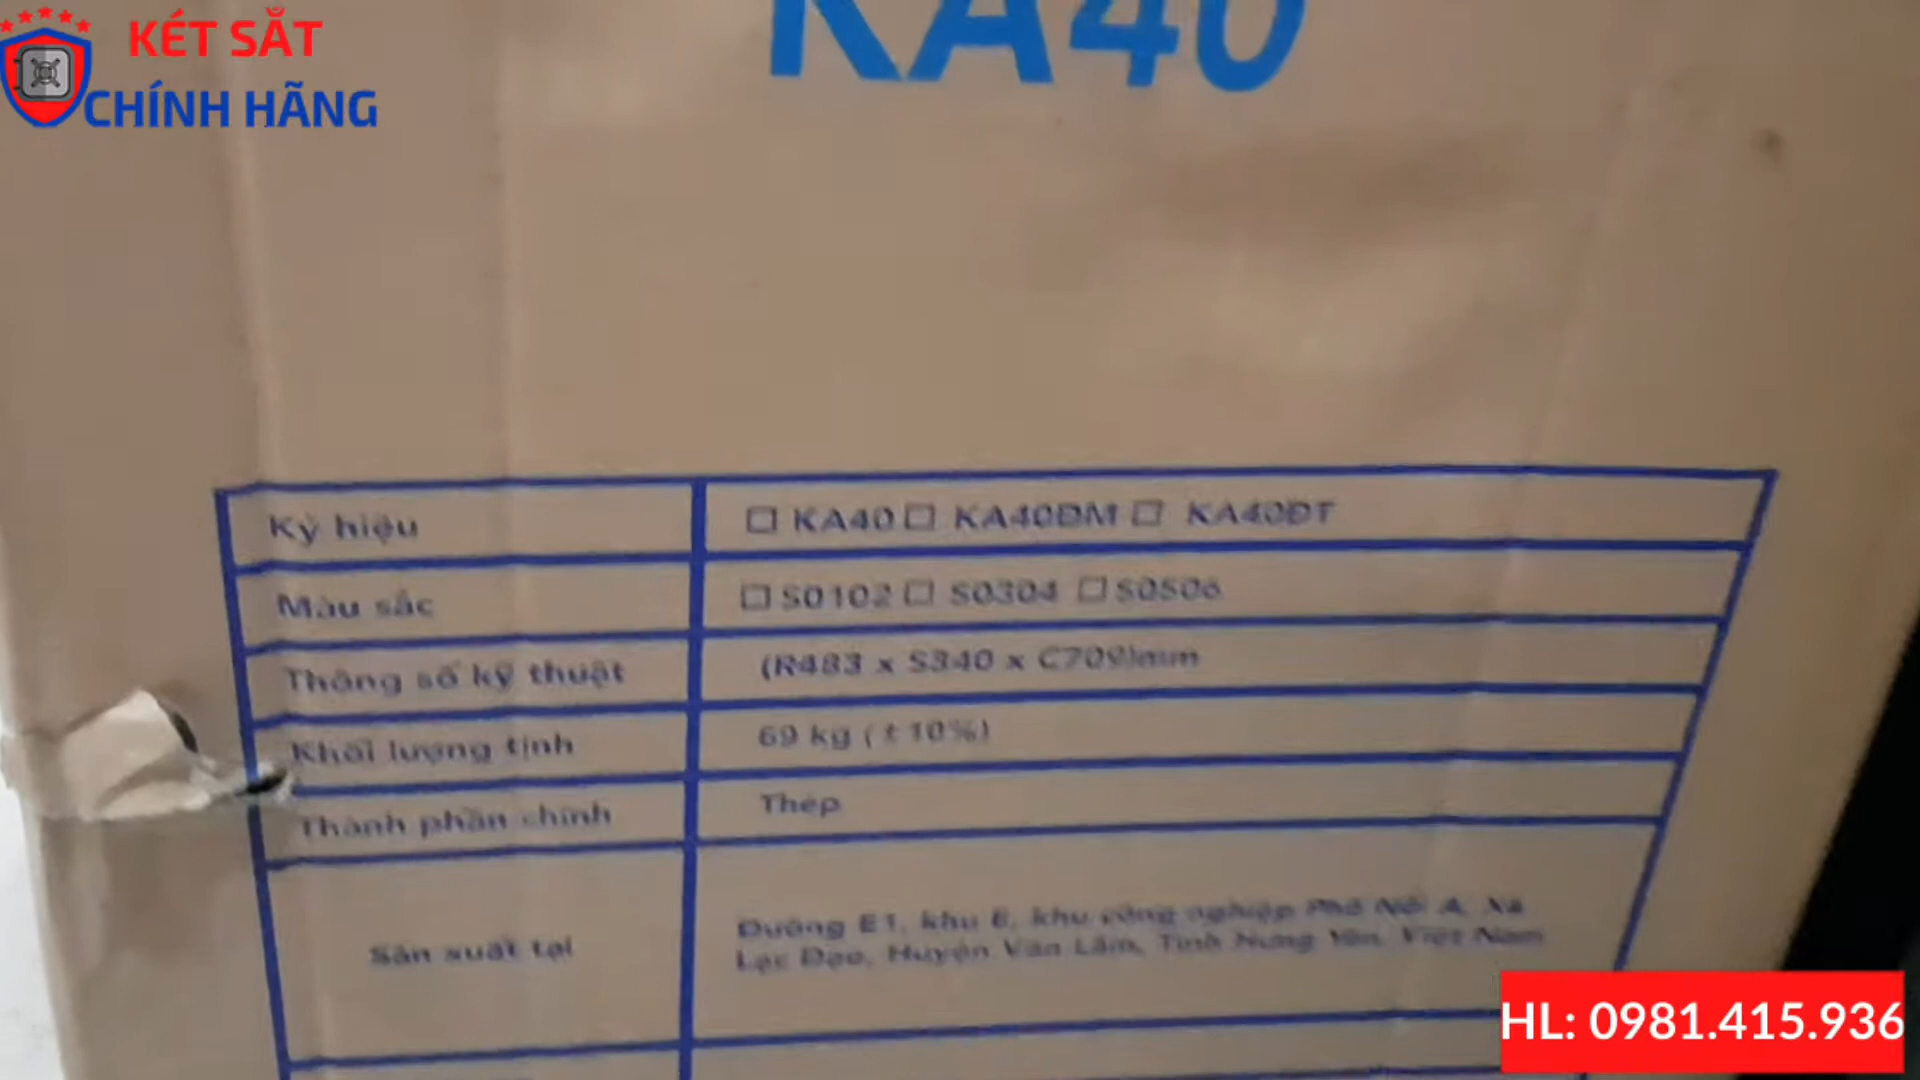 KÉT SẮT
CHÍNH HÃNG
KA40
Ký hiệu
☐ KA40 ☐ KA40ĐM ☐ KA40ĐT
Màu sắc
☐ S0102 ☐ S0304 ☐ S0506
Thông số kỹ thuật
(R483 x S340 x C709)mm
Khối lượng tịnh
69 kg (±10%)
Thành phần chính
Thép
Sản xuất tại
Đường E1, khu E, khu công nghiệp Phố Nối A, Xã
Lạc Đạo, Huyện Văn Lâm, Tỉnh Hưng Yên, Việt Nam
HL: 0981.415.936